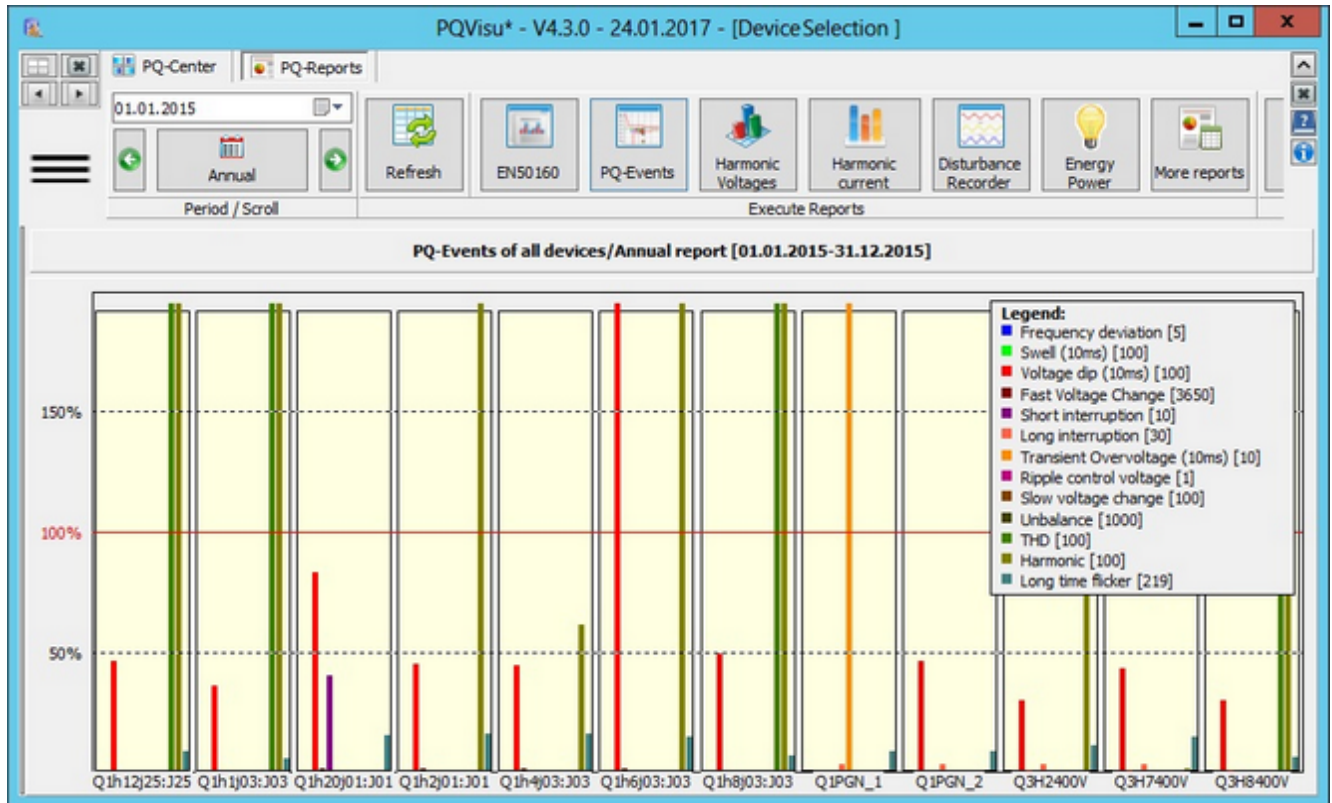 PQVisu* - V4.3.0 - 24.01.2017 - [Device Selection ]
PQ-Center
PQ-Reports
01.01.2015
Annual
Period / Scroll
Refresh
EN50160
PQ-Events
Harmonic
Voltages
Harmonic
current
Disturbance
Recorder
Energy
Power
More reports
Execute Reports
PQ-Events of all devices/Annual report [01.01.2015-31.12.2015]
Legend:
Frequency deviation [5]
Swell (10ms) [100]
Voltage dip (10ms) [100]
Fast Voltage Change [3650]
Short interruption [10]
Long interruption [30]
Transient Overvoltage (10ms) [10]
Ripple control voltage [1]
Slow voltage change [100]
Unbalance [1000]
THD [100]
Harmonic [100]
Long time flicker [219]
150%
100%
50%
Q1h12j25:J25 Q1h1j03:J03 Q1h20j01:J01 Q1h2j01:J01 Q1h4j03:J03 Q1h6j03:J03 Q1h8j03:J03 Q1PGN_1 Q1PGN_2 Q3H2400V Q3H7400V Q3H8400V